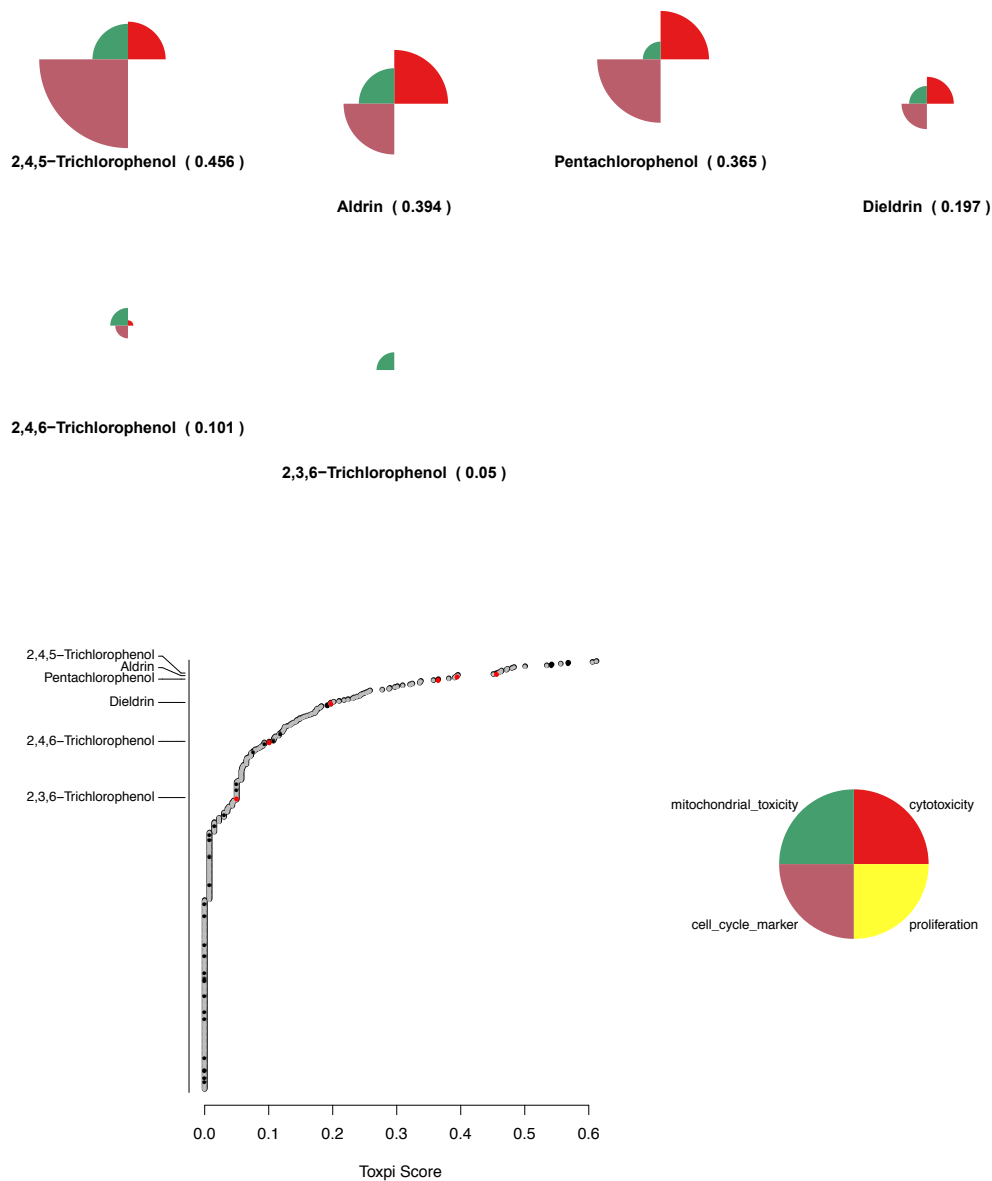 2,4,5−Trichlorophenol ( 0.456 )
Pentachlorophenol ( 0.365 )
Aldrin ( 0.394 )
Dieldrin ( 0.197 )
2,4,6−Trichlorophenol ( 0.101 )
2,3,6−Trichlorophenol ( 0.05 )
2,4,5−Trichlorophenol
Aldrin
Pentachlorophenol
Dieldrin
2,4,6−Trichlorophenol
2,3,6−Trichlorophenol
mitochondrial_toxicity
cytotoxicity
cell_cycle_marker
proliferation
0.0 0.1 0.2 0.3 0.4 0.5 0.6
Toxpi Score